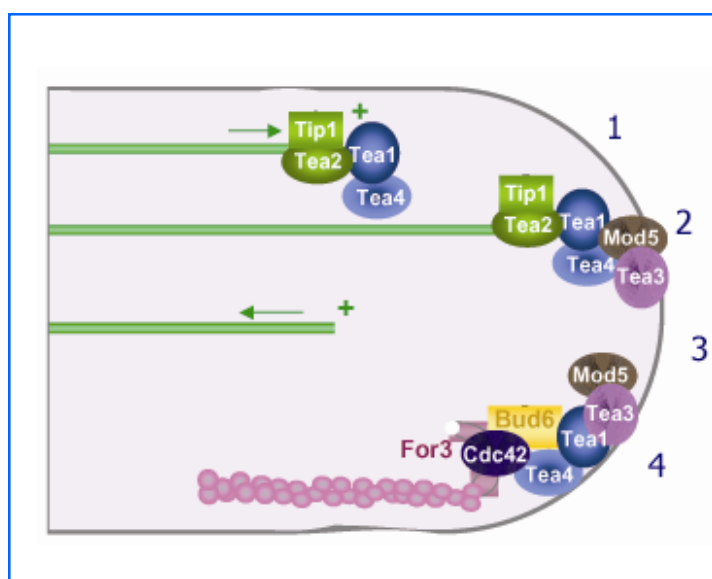 +
1
Tip1
Tea2
Tea1
Tea4
Tip1
Tea2
Tea1
Tea4
Mod5
Tea3
2
+
3
Mod5
Tea3
Bud6
Tea1
For3
Cdc42
Tea4
4